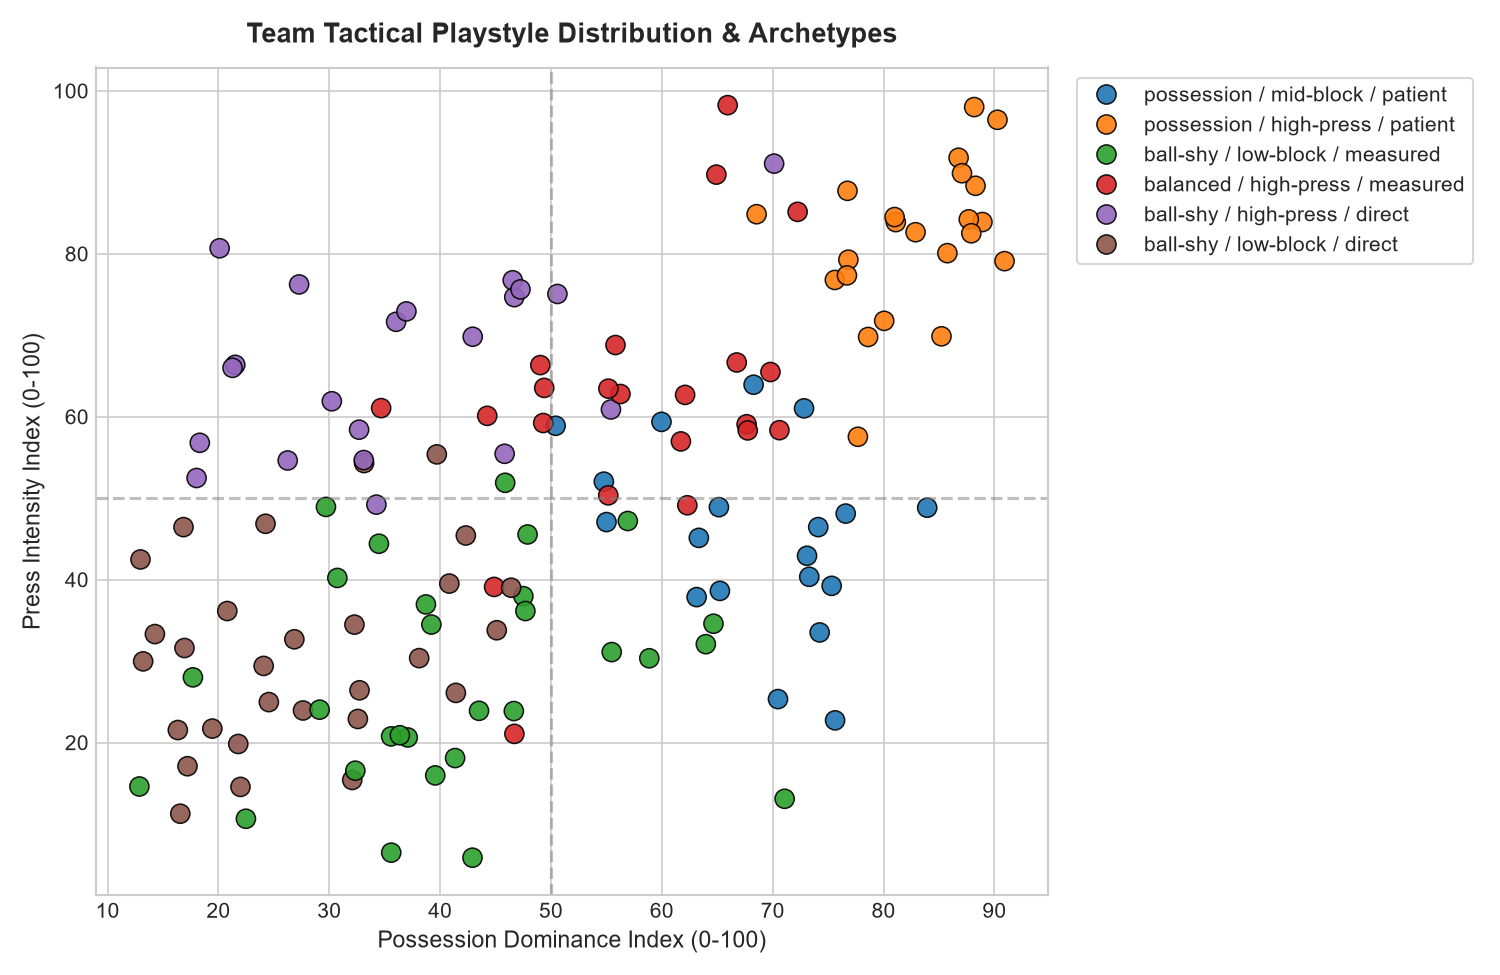 Team Tactical Playstyle Distribution & Archetypes
possession / mid-block / patient
possession / high-press / patient
ball-shy / low-block / measured
balanced / high-press / measured
ball-shy / high-press / direct
ball-shy / low-block / direct
Press Intensity Index (0-100)
100
80
60
40
20
10 20 30 40 50 60 70 80 90
Possession Dominance Index (0-100)